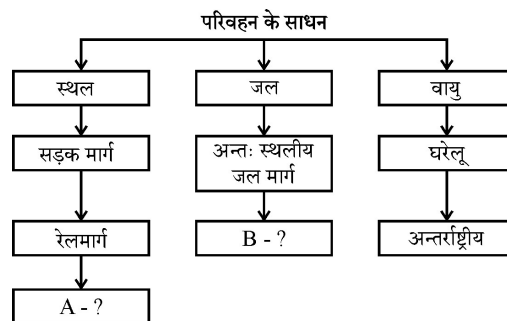 परिवहन के साधन
स्थल
जल
वायु
सड़क मार्ग
अन्तः स्थलीय
जल मार्ग
घरेलू
रेलमार्ग
B - ?
अन्तर्राष्ट्रीय
A - ?